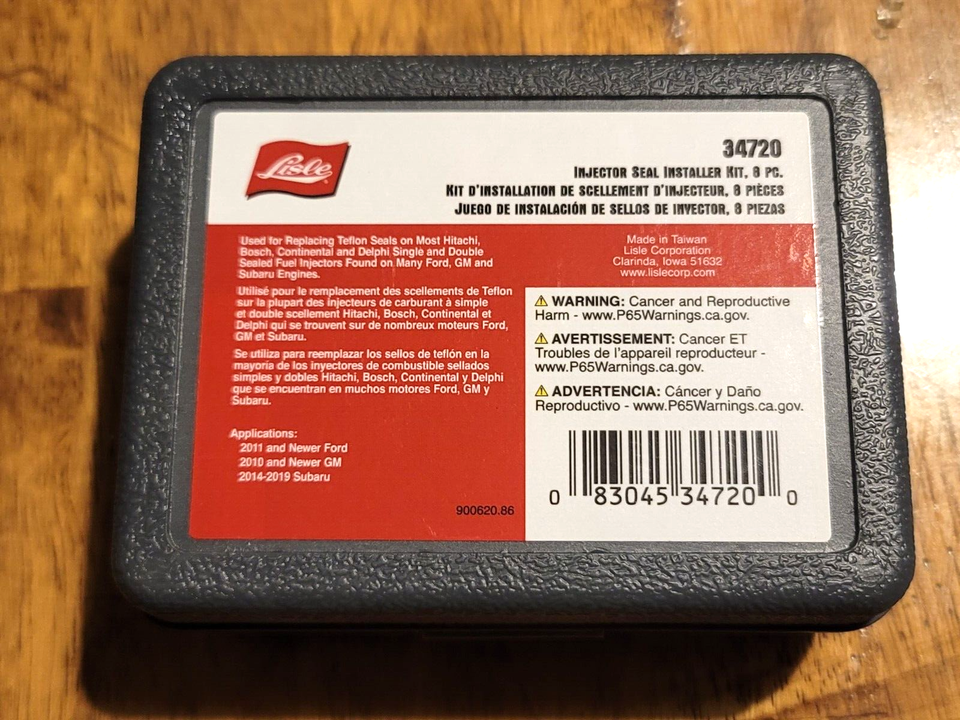 Lisle
34720
INJECTOR SEAL INSTALLER KIT, 8 PC.
KIT D'INSTALLATION DE SCELLEMENT D'INJECTEUR, 8 PIÈCES
JUEGO DE INSTALACIÓN DE SELLOS DE INYECTOR, 8 PIEZAS
Used for Replacing Teflon Seals on Most Hitachi,
Bosch, Continental and Delphi Single and Double
Sealed Fuel Injectors Found on Many Ford, GM and
Subaru Engines.
Utilisé pour le remplacement des scellements de Teflon
sur la plupart des injecteurs de carburant à simple
et double scellement Hitachi, Bosch, Continental et
Delphi qui se trouvent sur de nombreux moteurs Ford,
GM et Subaru.
Se utiliza para reemplazar los sellos de teflón en la
mayoría de los inyectores de combustible sellados
simples y dobles Hitachi, Bosch, Continental y Delphi
que se encuentran en muchos motores Ford, GM y
Subaru.
Applications:
2011 and Newer Ford
2010 and Newer GM
2014-2019 Subaru
900620.86
Made in Taiwan
Lisle Corporation
Clarinda, Iowa 51632
www.lislecorp.com
WARNING: Cancer and Reproductive
Harm - www.P65Warnings.ca.gov.
AVERTISSEMENT: Cancer ET
Troubles de l'appareil reproducteur -
www.P65Warnings.ca.gov.
ADVERTENCIA: Cáncer y Daño
Reproductivo - www.P65Warnings.ca.gov.
0 83045 34720 0